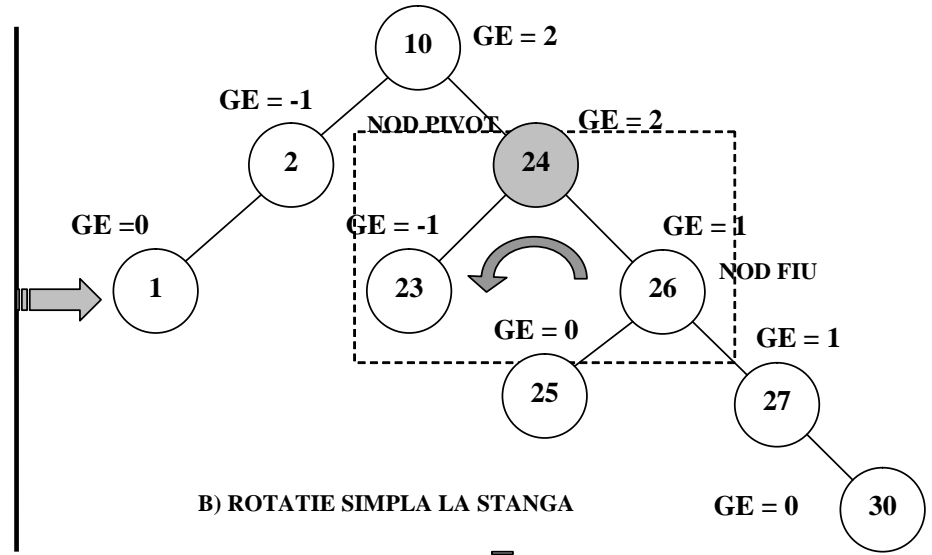 10 GE = 2
GE = -1
NOD PIVOT GE = 2
2 24
GE =0 GE = -1 GE = 1
NOD FIU
1 23 26
GE = 0 GE = 1
25 27
B) ROTATIE SIMPLA LA STANGA GE = 0 30